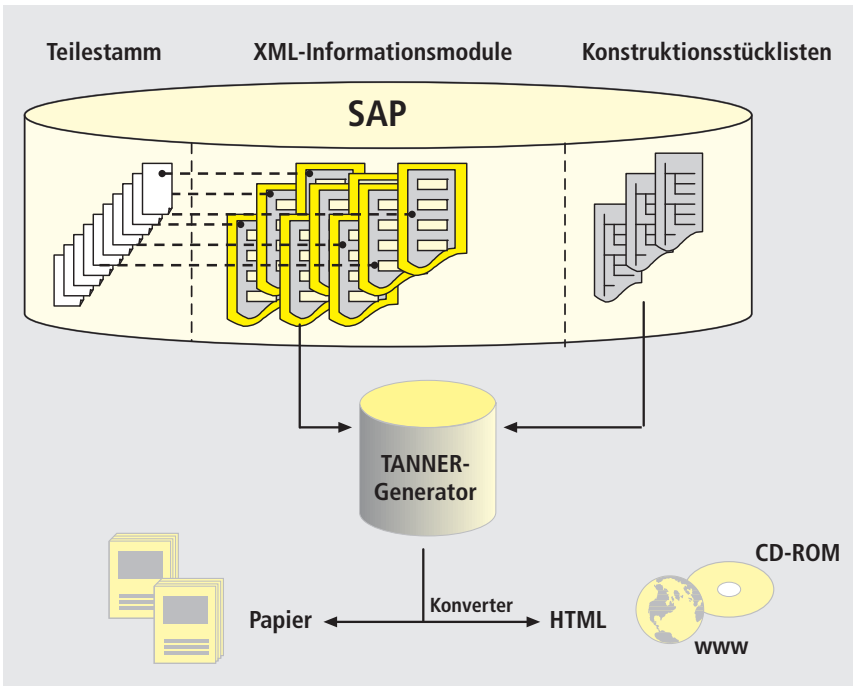 Teilestamm XML-Informationsmodule Konstruktionsstücklisten
SAP
TANNER-
Generator
CD-ROM
Papier Konverter HTML
www